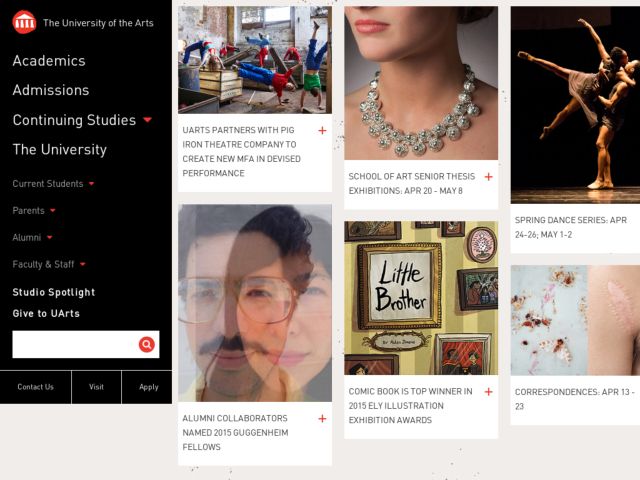 The University of the Arts
Academics
Admissions
Continuing Studies
The University
Current Students
Parents
Alumni
Faculty & Staff
Studio Spotlight
Give to UArts
Contact Us
Visit
Apply
UARTS PARTNERS WITH PIG
IRON THEATRE COMPANY TO
CREATE NEW MFA IN DEVISED
PERFORMANCE
ALUMNI COLLABORATORS
NAMED 2015 GUGGENHEIM
FELLOWS
SCHOOL OF ART SENIOR THESIS
EXHIBITIONS: APR 20 - MAY 8
Little
Brother
COMIC BOOK IS TOP WINNER IN
2015 ELY ILLUSTRATION
EXHIBITION AWARDS
SPRING DANCE SERIES: APR
24-26; MAY 1-2
CORRESPONDENCES: APR 13 -
23